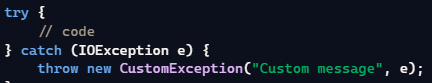 try {
    // code
} catch (IOException e) {
    throw new CustomException("Custom message", e);